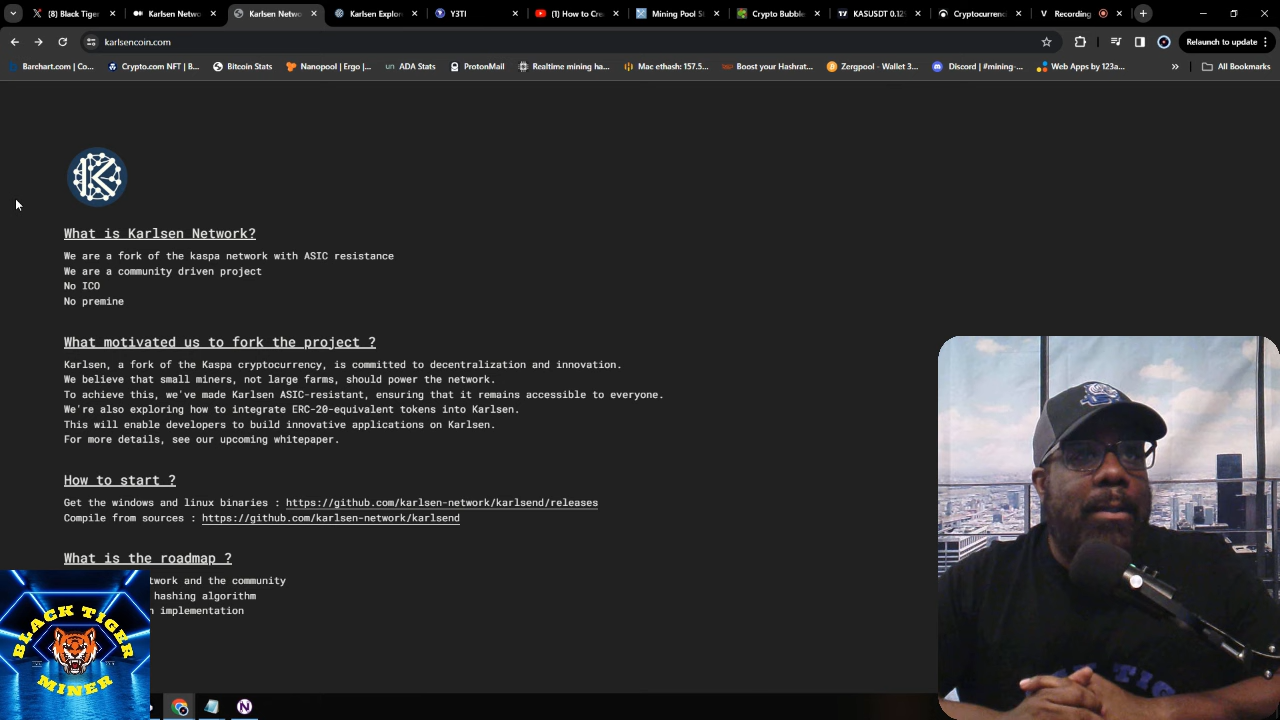 (8) Black Tiger
Karlsen Netwo
Karlsen Netwo
Karlsen Explor
Y3TI
(1) How to Cre
Mining Pool S
Crypto Bubble
KASUSDT 0.12
Cryptocurrenc
Recording
karlsencoin.com
Relaunch to update
Barchart.com | Co...
Crypto.com NFT | B...
Bitcoin Stats
Nanopool | Ergo |...
ADA Stats
ProtonMail
Realtime mining ha...
Mac ethash: 157.5...
Boost your Hashrat...
Zergpool - Wallet 3...
Discord | #mining-...
Web Apps by 123a...
All Bookmarks
K
What is Karlsen Network?
We are a fork of the kaspa network with ASIC resistance
We are a community driven project
No ICO
No premine
What motivated us to fork the project ?
Karlsen, a fork of the Kaspa cryptocurrency, is committed to decentralization and innovation.
We believe that small miners, not large farms, should power the network.
To achieve this, we've made Karlsen ASIC-resistant, ensuring that it remains accessible to everyone.
We're also exploring how to integrate ERC-20-equivalent tokens into Karlsen.
This will enable developers to build innovative applications on Karlsen.
For more details, see our upcoming whitepaper.
How to start ?
Get the windows and linux binaries : https://github.com/karlsen-network/karlsend/releases
Compile from sources : https://github.com/karlsen-network/karlsend
What is the roadmap ?
twork and the community
hashing algorithm
implementation
BLACK TIGER
MINER